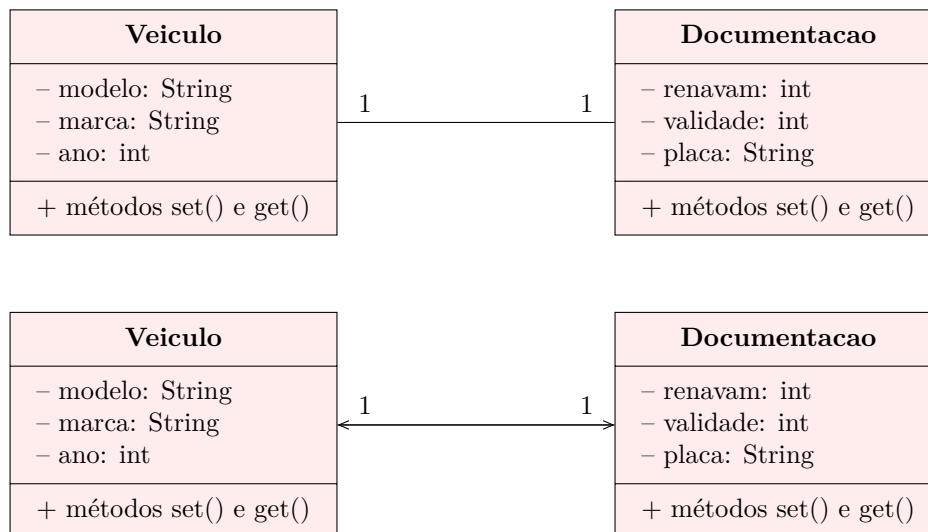 Veiculo
– modelo: String
– marca: String
– ano: int
+ métodos set() e get()
1
1
Documentacao
– renavam: int
– validade: int
– placa: String
+ métodos set() e get()
Veiculo
– modelo: String
– marca: String
– ano: int
+ métodos set() e get()
1
1
Documentacao
– renavam: int
– validade: int
– placa: String
+ métodos set() e get()